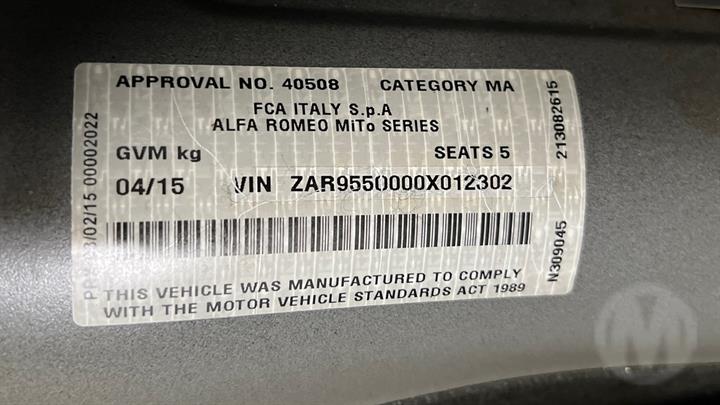 APPROVAL NO. 40508 CATEGORY MA
FCA ITALY S.p.A
ALFA ROMEO MiTo SERIES
GVM kg SEATS 5
04/15 VIN ZAR9550000X012302
THIS VEHICLE WAS MANUFACTURED TO COMPLY
WITH THE MOTOR VEHICLE STANDARDS ACT 1989
/02/15 00002022
213082615
N309045
M